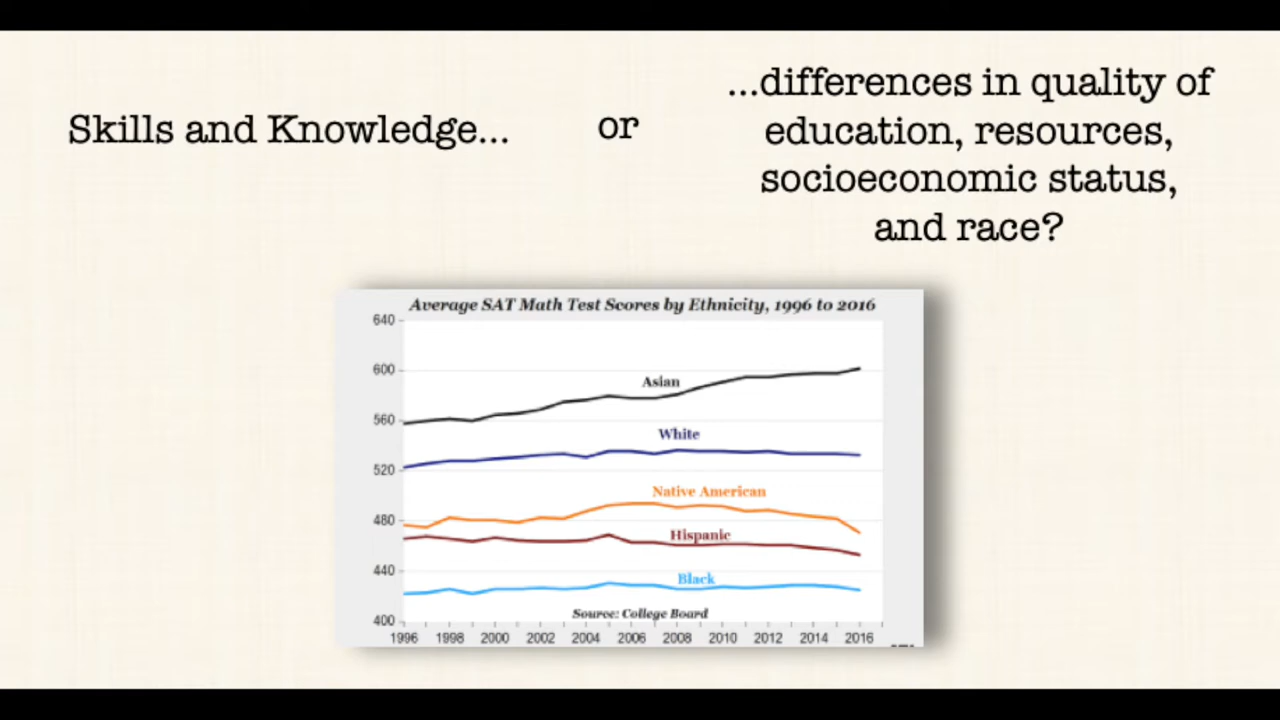 Skills and Knowledge...
or
...differences in quality of
education, resources,
socioeconomic status,
and race?
Average SAT Math Test Scores by Ethnicity, 1996 to 2016
640
600
560
520
480
440
400
Asian
White
Native American
Hispanic
Black
Source: College Board
1996 1998 2000 2002 2004 2006 2008 2010 2012 2014 2016